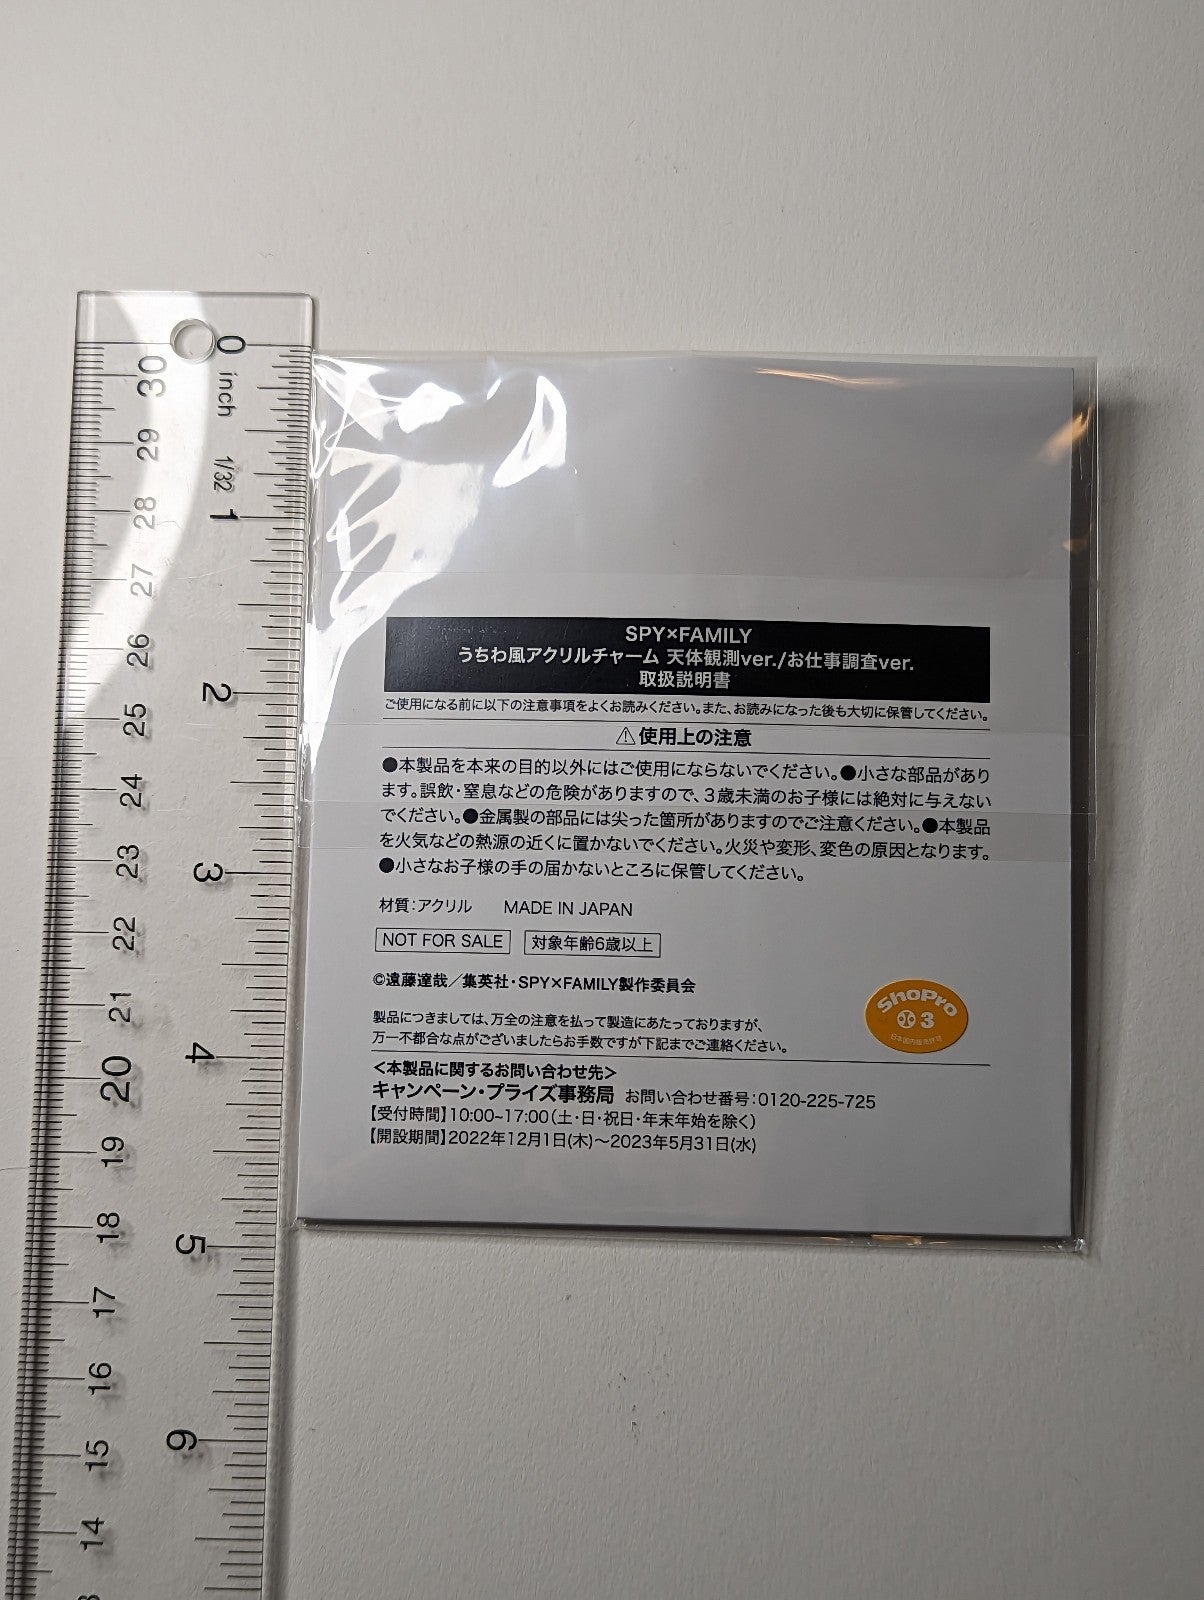 0
inch
1/32
1
2
3
4
5
6
30
29
28
27
26
25
24
23
22
21
20
19
18
17
16
15
14
SPY×FAMILY
うちわ風アクリルチャーム 天体観測ver./お仕事調査ver.
取扱説明書
ご使用になる前に以下の注意事項をよくお読みください。また、お読みになった後も大切に保管してください。
⚠使用上の注意
●本製品を本来の目的以外にはご使用にならないでください。●小さな部品があり
ます。誤飲・窒息などの危険がありますので、3歳未満のお子様には絶対に与えない
でください。●金属製の部品には尖った箇所がありますのでご注意ください。●本製品
を火気などの熱源の近くに置かないでください。火災や変形、変色の原因となります。
●小さなお子様の手の届かないところに保管してください。
材質:アクリル MADE IN JAPAN
NOT FOR SALE 対象年齢6歳以上
©遠藤達哉/集英社・SPY×FAMILY製作委員会
ShoPro
3
日本国内販売許可
製品につきましては、万全の注意を払って製造にあたっておりますが、
万一不都合な点がございましたらお手数ですが下記までご連絡ください。
<本製品に関するお問い合わせ先>
キャンペーン・プライズ事務局 お問い合わせ番号:0120-225-725
【受付時間】10:00~17:00(土・日・祝日・年末年始を除く)
【開設期間】2022年12月1日(木)~2023年5月31日(水)